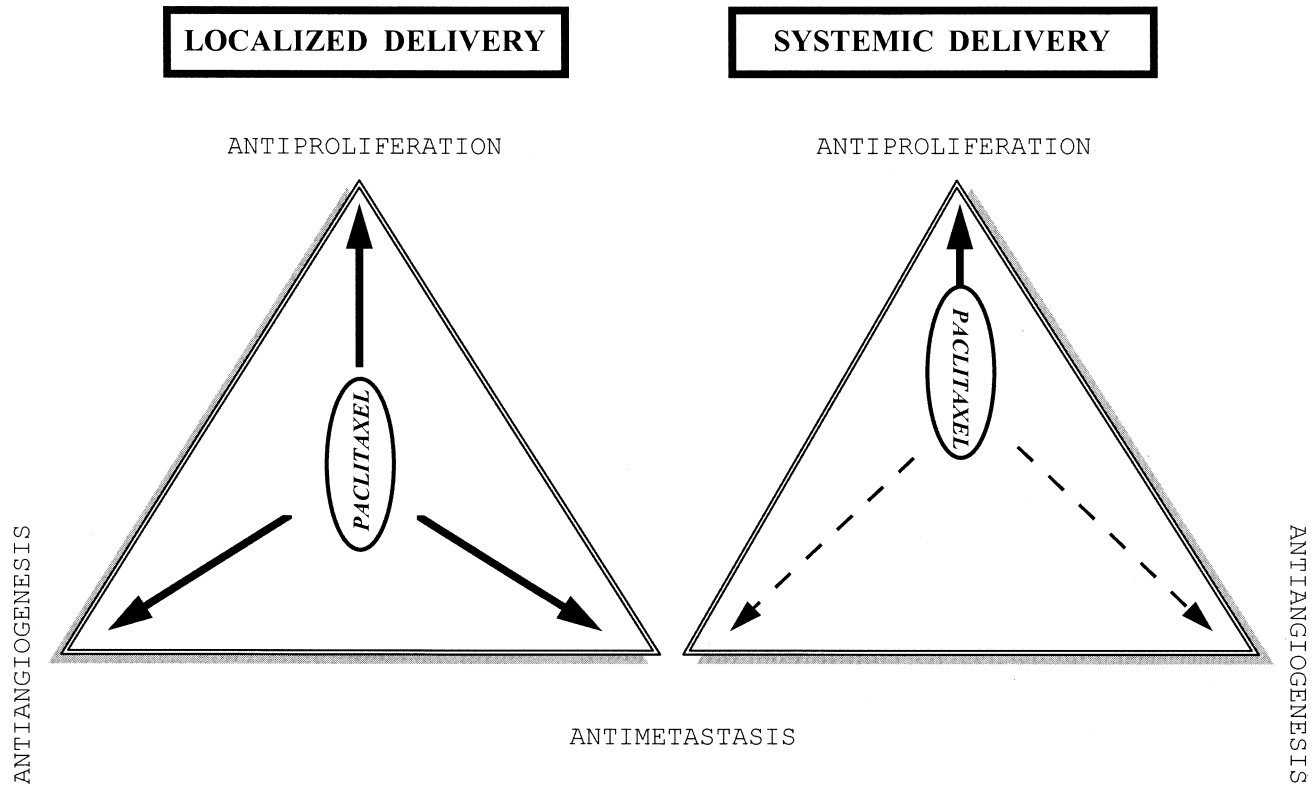 LOCALIZED DELIVERY
SYSTEMIC DELIVERY
ANTIPROLIFERATION
ANTIPROLIFERATION
PACLITAXEL
PACLITAXEL
ANTIANGIOGENESIS
ANTIANGIOGENESIS
ANTIMETASTASIS